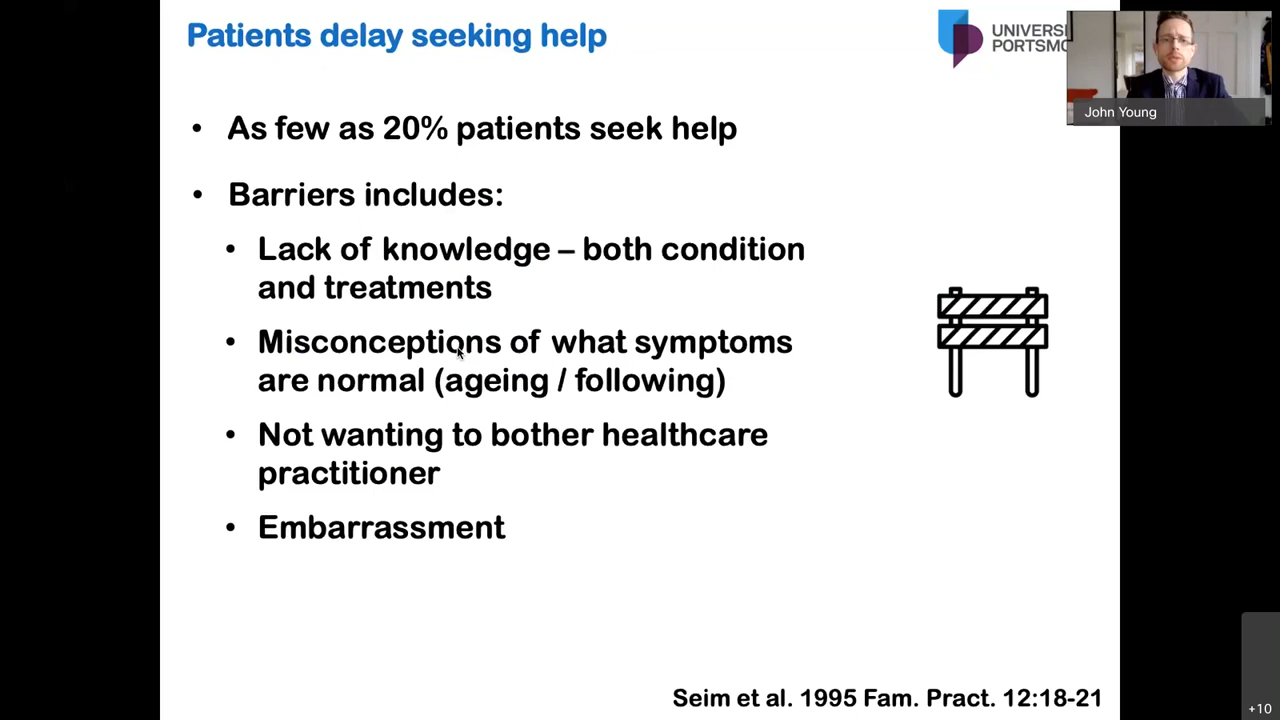 Patients delay seeking help
UNIVERSI
PORTSMO
John Young
• As few as 20% patients seek help
• Barriers includes:
• Lack of knowledge – both condition
and treatments
• Misconceptions of what symptoms
are normal (ageing / following)
• Not wanting to bother healthcare
practitioner
• Embarrassment
Seim et al. 1995 Fam. Pract. 12:18-21
+10